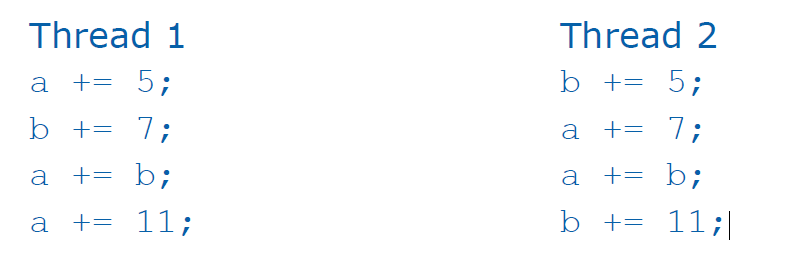 Thread 1
a += 5;
b += 7;
a += b;
a += 11;
Thread 2
b += 5;
a += 7;
a += b;
b += 11;